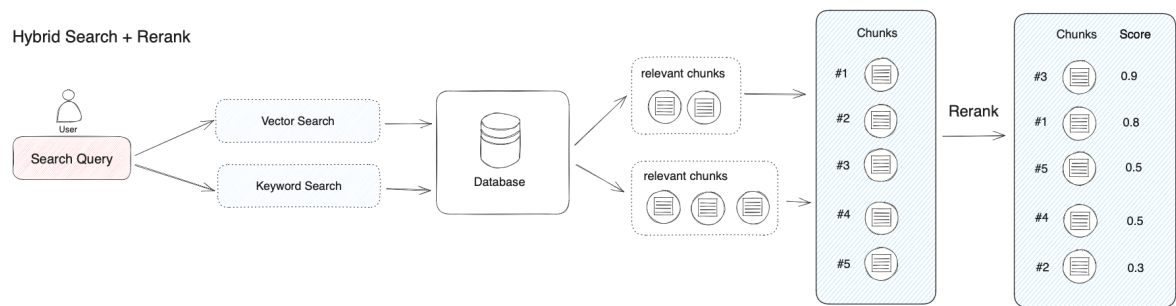 Hybrid Search + Rerank
User
Search Query
Vector Search
Keyword Search
Database
relevant chunks
relevant chunks
Chunks
#1
#2
#3
#4
#5
Rerank
Chunks Score
#3 0.9
#1 0.8
#5 0.5
#4 0.5
#2 0.3